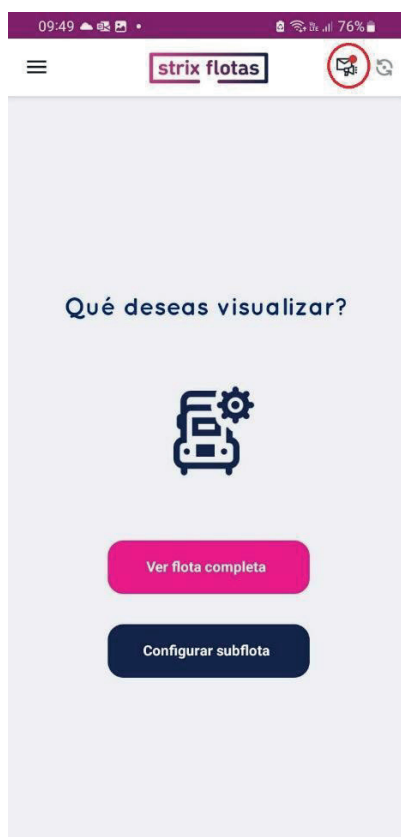 09:49
76%
strix flotas
Qué deseas visualizar?
Ver flota completa
Configurar subflota